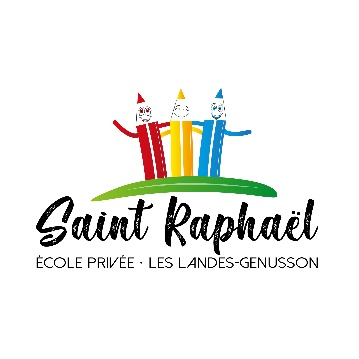 Saint Raphaël
ÉCOLE PRIVÉE · LES LANDES-GENUSSON